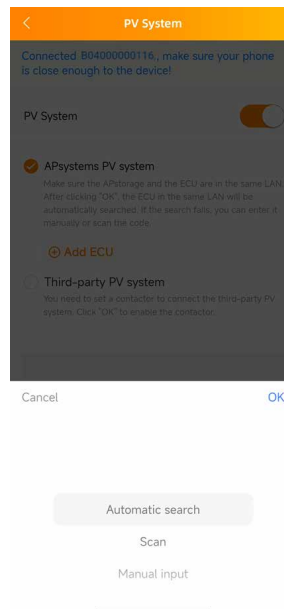 PV System
Connected B04000000116, make sure your phone
is close enough to the device!
PV System
APsystems PV system
Make sure the APstorage and the ECU are in the same LAN.
After clicking "OK", the ECU in the same LAN will be
automatically searched. If the search fails, you can enter it
manually or scan the code.
Add ECU
Third-party PV system
You need to set a contactor to connect the third-party PV
system. Click "OK" to enable the contactor.
Cancel
OK
Automatic search
Scan
Manual input